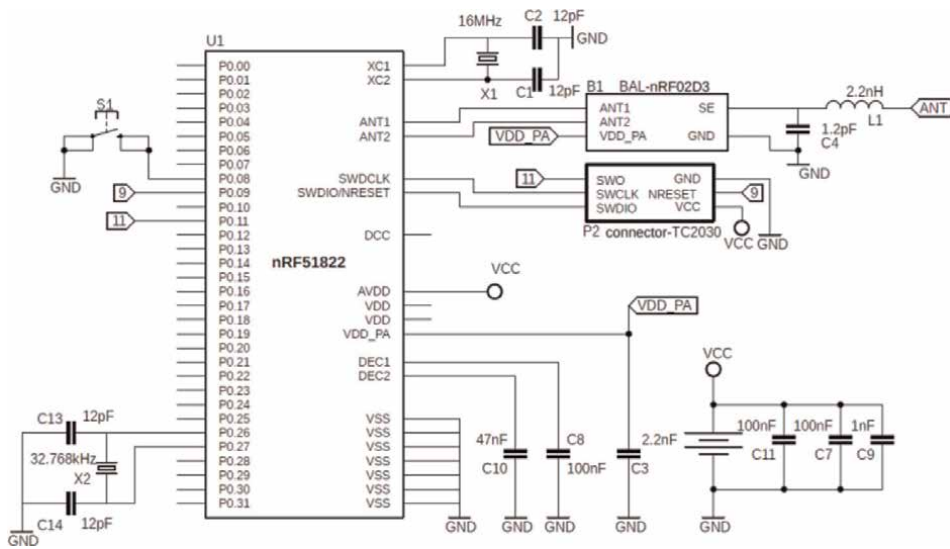 U1
nRF51822
P0.00
P0.01
P0.02
P0.03
P0.04
P0.05
P0.06
P0.07
P0.08
P0.09
P0.10
P0.11
P0.12
P0.13
P0.14
P0.15
P0.16
P0.17
P0.18
P0.19
P0.20
P0.21
P0.22
P0.23
P0.24
P0.25
P0.26
P0.27
P0.28
P0.29
P0.30
P0.31
XC1
XC2
ANT1
ANT2
SWDCLK
SWDIO/NRESET
DCC
AVDD
VDD
VDD
VDD_PA
DEC1
DEC2
VSS
VSS
VSS
VSS
VSS
VSS
VSS
S1
GND
9
11
C13 12pF
32.768kHz
X2
C14 12pF
GND
16MHz
X1
C2 12pF
C1 12pF
GND
B1 BAL-nRF02D3
ANT1 SE
ANT2
VDD_PA GND
VDD_PA
2.2nH
L1
ANT
1.2pF
C4
GND
11
SWO GND
SWCLK NRESET
SWDIO VCC
9
P2 connector-TC2030
VCC
GND
VCC
VDD_PA
47nF
C10
C8
100nF
2.2nF
C3
GND
GND
GND
GND
VCC
100nF
C11
100nF
C7
1nF
C9
GND